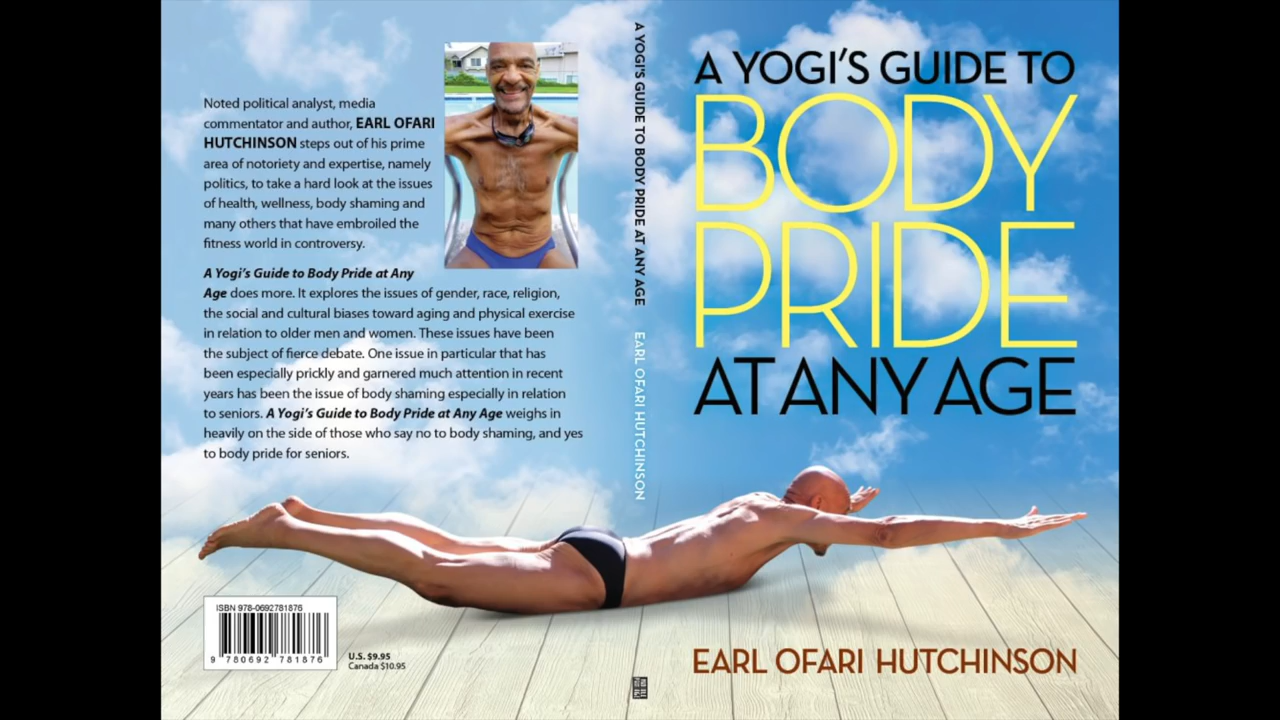 Noted political analyst, media
commentator and author, EARL OFARI
HUTCHINSON steps out of his prime
area of notoriety and expertise, namely
politics, to take a hard look at the issues
of health, wellness, body shaming and
many others that have embroiled the
fitness world in controversy.
A Yogi's Guide to Body Pride at Any
Age does more. It explores the issues of gender, race, religion,
the social and cultural biases toward aging and physical exercise
in relation to older men and women. These issues have been
the subject of fierce debate. One issue in particular that has
been especially prickly and garnered much attention in recent
years has been the issue of body shaming especially in relation
to seniors. A Yogi's Guide to Body Pride at Any Age weighs in
heavily on the side of those who say no to body shaming, and yes
to body pride for seniors.
ISBN 978-0692781876
9 780692 781876
U.S. $9.95
Canada $10.95
A YOGI'S GUIDE TO BODY PRIDE AT ANY AGE
EARL OFARI HUTCHINSON
A YOGI'S GUIDE TO
BODY
PRIDE
AT ANY AGE
EARL OFARI HUTCHINSON